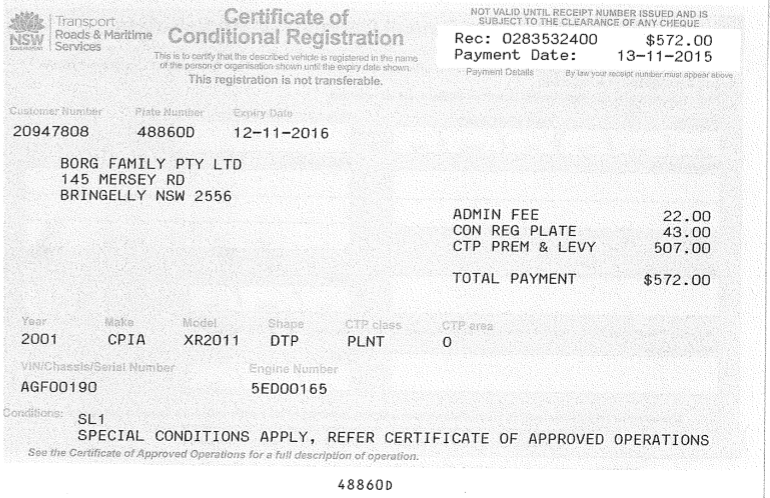 NSW
GOVERNMENT
Transport
Roads & Maritime
Services
Certificate of
Conditional Registration
This is to certify that the described vehicle is registered in the name
of the person or organisation shown until the expiry date shown.
This registration is not transferable.
NOT VALID UNTIL RECEIPT NUMBER ISSUED AND IS
SUBJECT TO THE CLEARANCE OF ANY CHEQUE
Rec: 0283532400 $572.00
Payment Date: 13-11-2015
Payment Details By law your receipt number must appear above
Customer Number Plate Number Expiry Date
20947808 48860D 12-11-2016
BORG FAMILY PTY LTD
145 MERSEY RD
BRINGELLY NSW 2556
ADMIN FEE 22.00
CON REG PLATE 43.00
CTP PREM & LEVY 507.00
TOTAL PAYMENT $572.00
Year Make Model Shape CTP class CTP area
2001 CPIA XR2011 DTP PLNT O
VIN/Chassis/Serial Number Engine Number
AGF00190 5ED00165
Conditions:
SL1
SPECIAL CONDITIONS APPLY, REFER CERTIFICATE OF APPROVED OPERATIONS
See the Certificate of Approved Operations for a full description of operation.
48860D